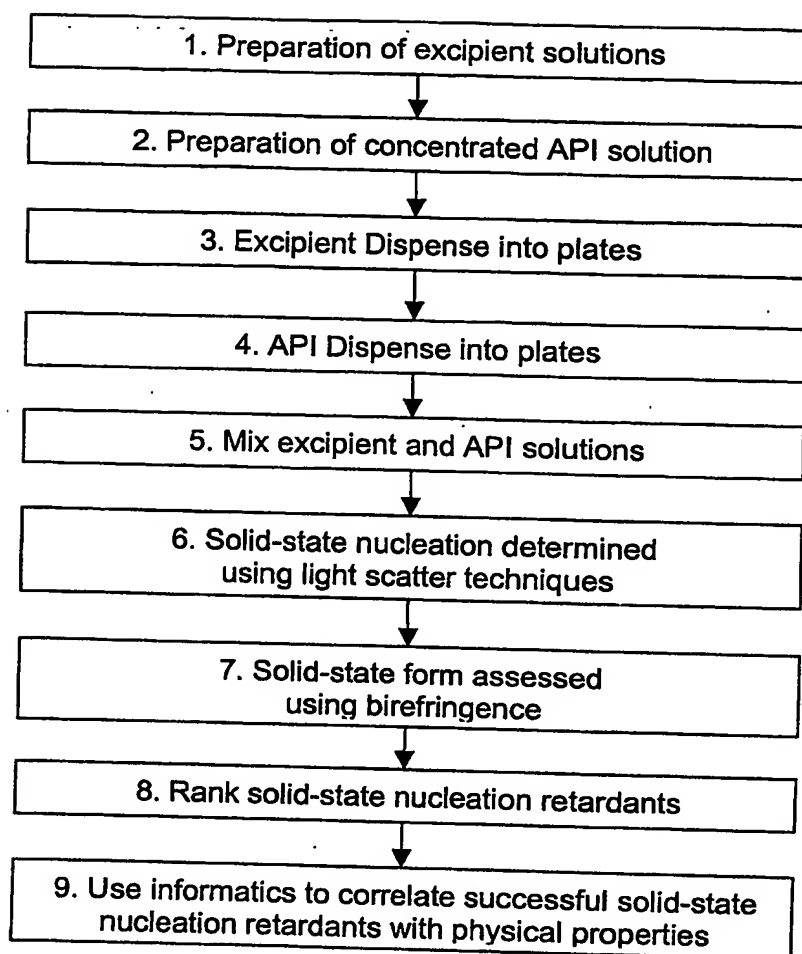 1. Preparation of excipient solutions
2. Preparation of concentrated API solution
3. Excipient Dispense into plates
4. API Dispense into plates
5. Mix excipient and API solutions
6. Solid-state nucleation determined
using light scatter techniques
7. Solid-state form assessed
using birefringence
8. Rank solid-state nucleation retardants
9. Use informatics to correlate successful solid-state
nucleation retardants with physical properties